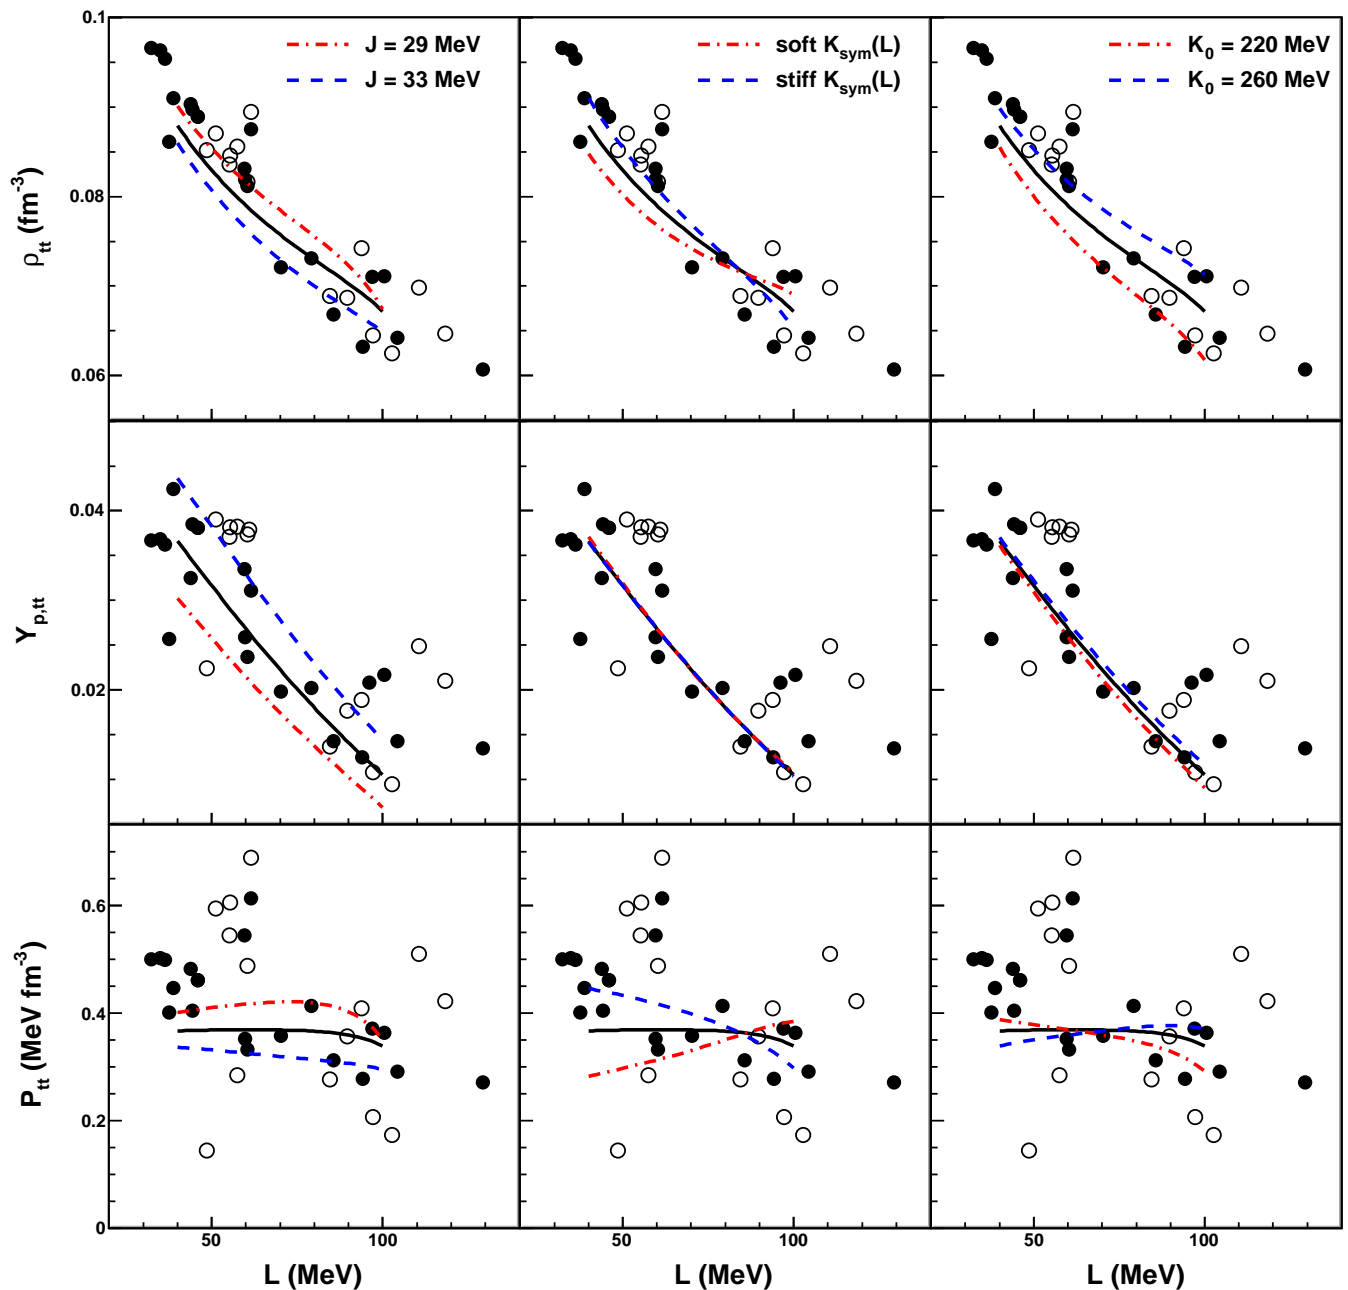 0.1
J = 29 MeV
J = 33 MeV
soft K_sym(L)
stiff K_sym(L)
K_0 = 220 MeV
K_0 = 260 MeV
0.08
0.06
ρ_tt (fm^-3)
0.04
0.02
Y_p,tt
0.6
0.4
0.2
0
P_tt (MeV fm^-3)
50 100 50 100 50 100
L (MeV) L (MeV) L (MeV)